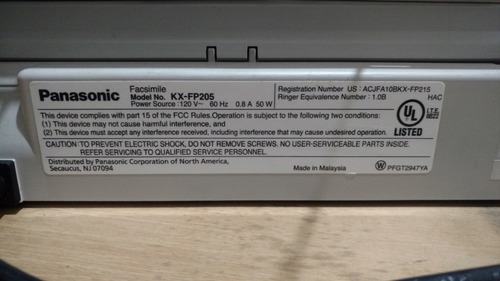 Panasonic
Facsimile
Model No. KX-FP205
Power Source : 120 V~ 60 Hz 0.8 A 50 W
Registration Number US : ACJFA10BKX-FP215
Ringer Equivalence Number : 1.0B HAC
This device complies with part 15 of the FCC Rules.Operation is subject to the following two conditions:
(1) This device may not cause harmful interference, and
(2) This device must accept any interference received, including interference that may cause undesired operation.
UL
LISTED
I.T.E.
CAUTION :TO PREVENT ELECTRIC SHOCK, DO NOT REMOVE SCREWS. NO USER-SERVICEABLE PARTS INSIDE.
REFER SERVICING TO QUALIFIED SERVICE PERSONNEL.
Distributed by Panasonic Corporation of North America,
Secaucus, NJ 07094
Made in Malaysia
W PFGT2947YA